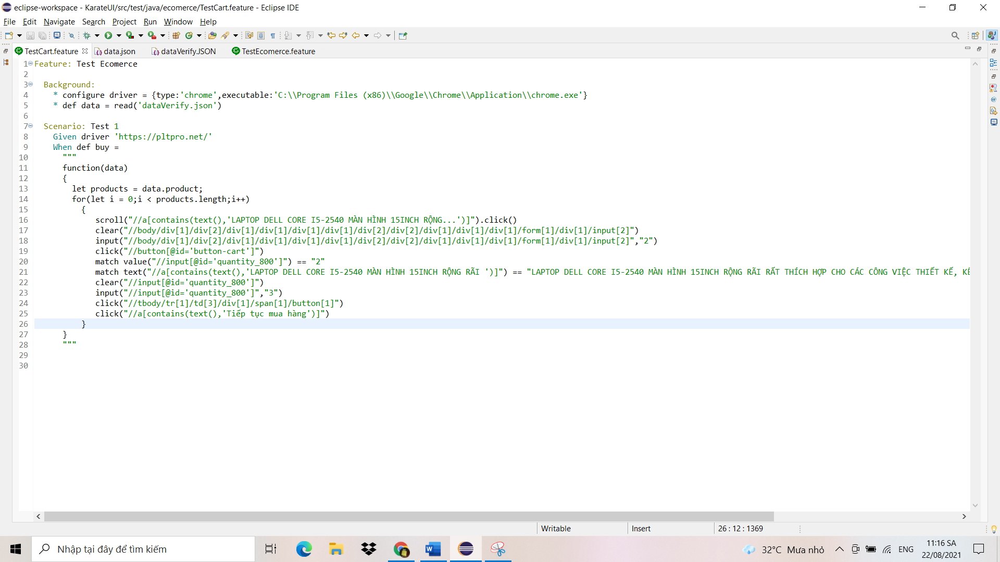 eclipse-workspace - KarateUI/src/test/java/ecomerce/TestCart.feature - Eclipse IDE
File Edit Navigate Search Project Run Window Help
TestCart.feature data.json dataVerify.JSON TestEcomerce.feature
1 Feature: Test Ecomerce
2
3 Background:
4 * configure driver = {type:'chrome',executable:'C:\\Program Files (x86)\\Google\\Chrome\\Application\\chrome.exe'}
5 * def data = read('dataVerify.json')
6
7 Scenario: Test 1
8 Given driver 'https://pltpro.net/'
9 When def buy =
10 """
11 function(data)
12 {
13 let products = data.product;
14 for(let i = 0;i < products.length;i++)
15 {
16 scroll("//a[contains(text(),'LAPTOP DELL CORE I5-2540 MÀN HÌNH 15INCH RỘNG...')]").click()
17 clear("//body/div[1]/div[2]/div[1]/div[1]/div[1]/div[1]/div[2]/div[2]/div[1]/div[1]/div[1]/form[1]/div[1]/input[2]")
18 input("//body/div[1]/div[2]/div[1]/div[1]/div[1]/div[1]/div[2]/div[2]/div[1]/div[1]/div[1]/form[1]/div[1]/input[2]","2")
19 click("//button[@id='button-cart']")
20 match value("//input[@id='quantity_800']") == "2"
21 match text("//a[contains(text(),'LAPTOP DELL CORE I5-2540 MÀN HÌNH 15INCH RỘNG RÃI ')]") == "LAPTOP DELL CORE I5-2540 MÀN HÌNH 15INCH RỘNG RÃI RẤT THÍCH HỢP CHO CÁC CÔNG VIỆC THIẾT KẾ,
22 clear("//input[@id='quantity_800']")
23 input("//input[@id='quantity_800']","3")
24 click("//tbody/tr[1]/td[3]/div[1]/span[1]/button[1]")
25 click("//a[contains(text(),'Tiếp tục mua hàng')]")
26 }
27 }
28 """
29
30
Writable Insert 26 : 12 : 1369
Nhập tại đây để tìm kiếm
32°C Mưa nhỏ ENG
11:16 SA
22/08/2021